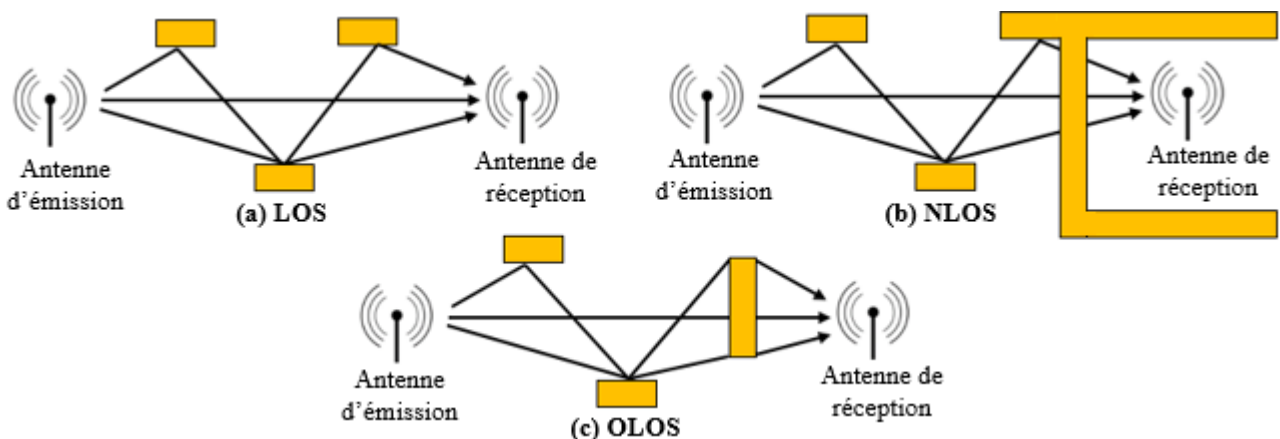 Antenne
d'émission
Antenne de
réception
(a) LOS
Antenne
d'émission
Antenne de
réception
(b) NLOS
Antenne
d'émission
Antenne de
réception
(c) OLOS